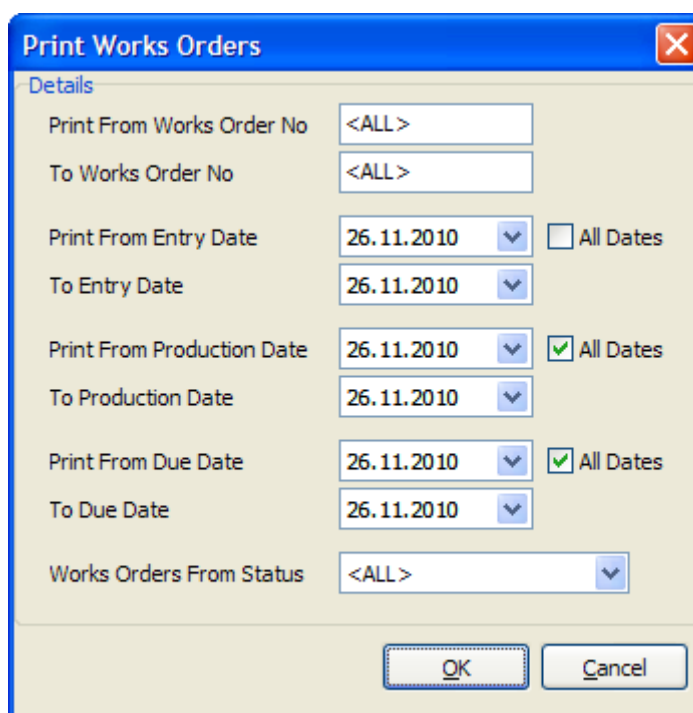 Print Works Orders
Details
Print From Works Order No <ALL>
To Works Order No <ALL>
Print From Entry Date 26.11.2010 All Dates
To Entry Date 26.11.2010
Print From Production Date 26.11.2010 All Dates
To Production Date 26.11.2010
Print From Due Date 26.11.2010 All Dates
To Due Date 26.11.2010
Works Orders From Status <ALL>
OK Cancel